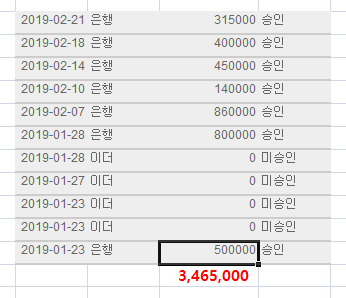 2019-02-21 은행 315000 승인
2019-02-18 은행 400000 승인
2019-02-14 은행 450000 승인
2019-02-10 은행 140000 승인
2019-02-07 은행 860000 승인
2019-01-28 은행 800000 승인
2019-01-28 이더 0 미승인
2019-01-27 이더 0 미승인
2019-01-23 이더 0 미승인
2019-01-23 이더 0 미승인
2019-01-23 은행 500000 승인
3,465,000